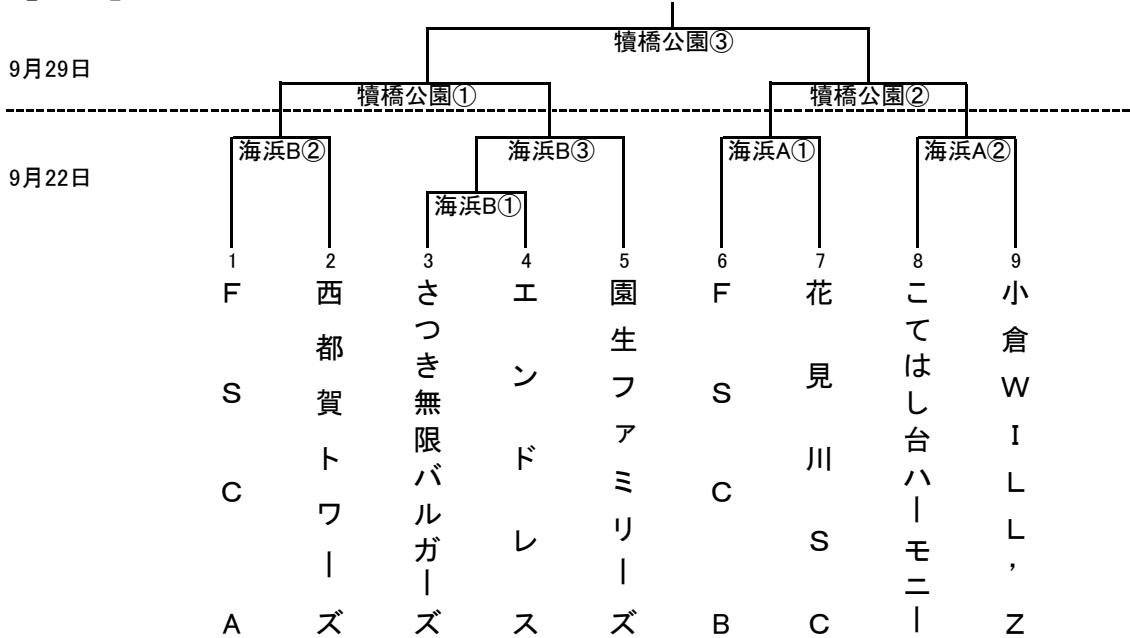 犢橋公園③
9月29日
犢橋公園①
犢橋公園②
海浜B②
海浜B③
海浜A①
海浜A②
9月22日
海浜B①
1
2
3
4
5
6
7
8
9
FSCA
西都賀トワーズ
さつき無限バルガーズ
エンドレス
園生ファミリーズ
FSCB
花見川SC
こてはし台ハーモニー
小倉WILL’Z